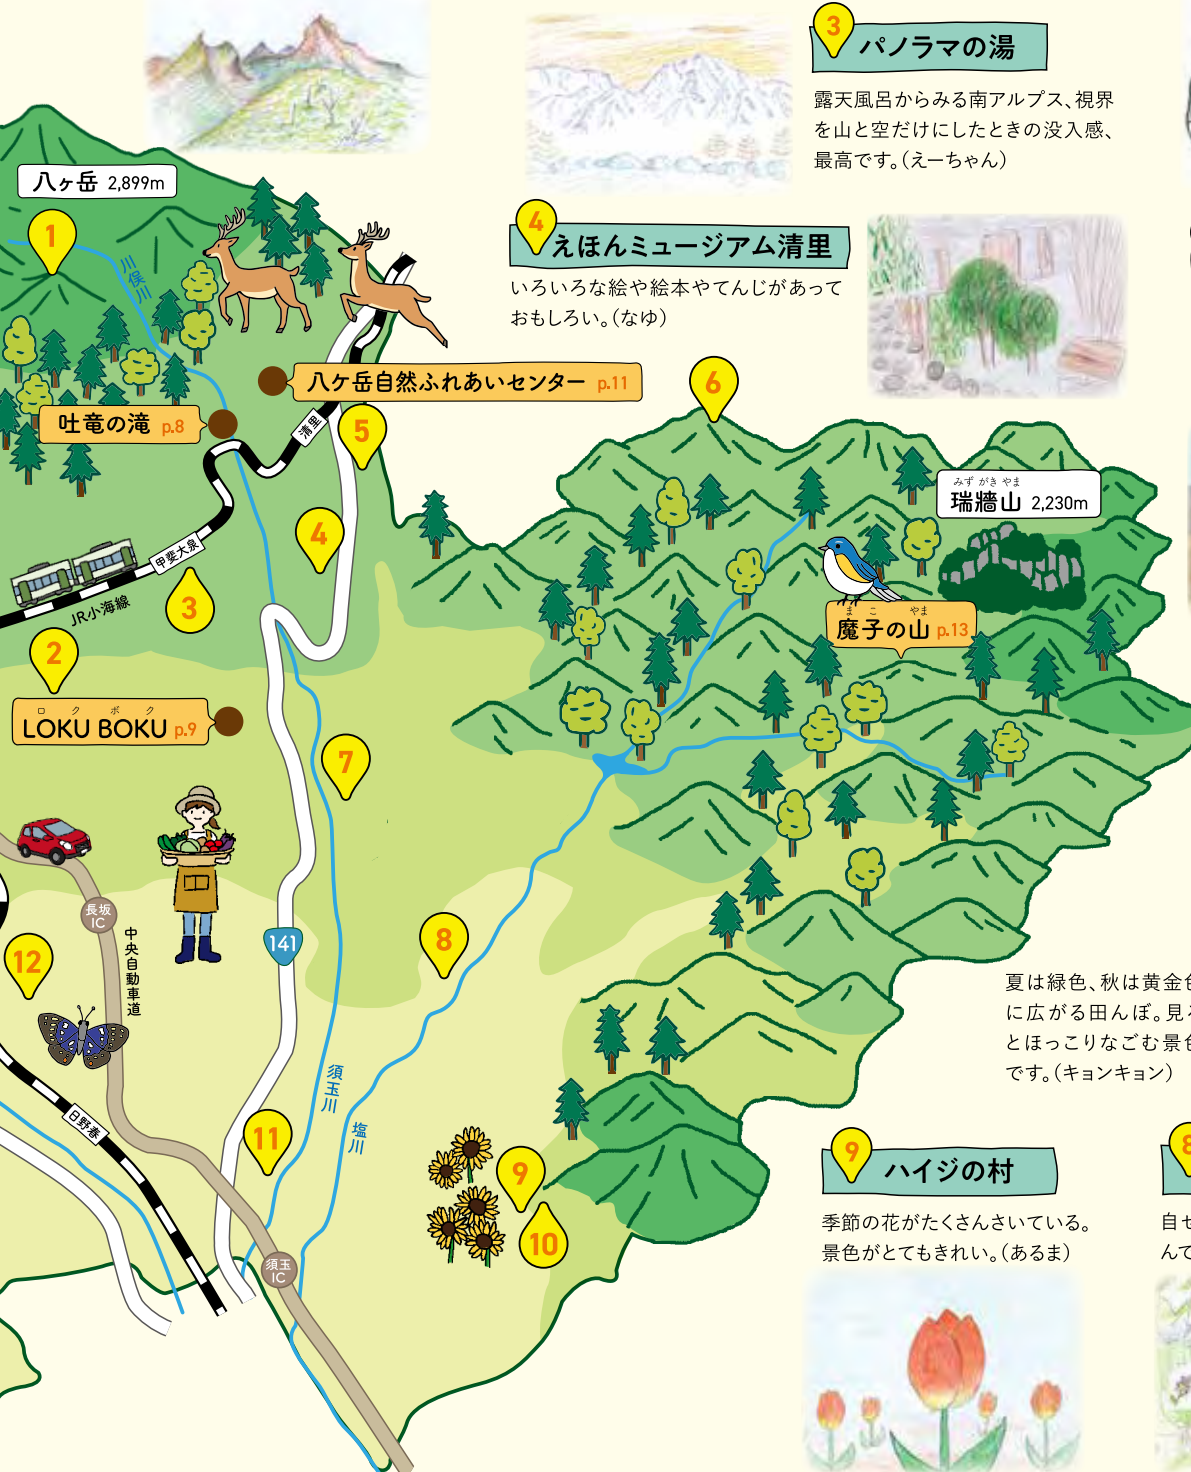 3
パノラマの湯
露天風呂からみる南アルプス、視界
を山と空だけにしたときの没入感、
最高です。(えーちゃん)
4
えほんミュージアム清里
いろいろな絵や絵本やてんじがあって
おもしろい。(なゆ)
八ヶ岳 2,899m
1
川俣川
八ケ岳自然ふれあいセンター p.11
吐竜の滝 p.8
清里
5
6
みずがきやま
瑞牆山 2,230m
4
甲斐大泉
JR小海線
3
まこ やま
魔子の山 p.13
2
ロクボク
LOKU BOKU p.9
7
長坂
IC
中央自動車道
141
8
12
日野春
須玉川
塩川
11
9
10
須玉
IC
夏は緑色、秋は黄金色
に広がる田んぼ。見
とほっこりなごむ景色
です。(キョンキョン)
9
ハイジの村
季節の花がたくさんさいている。
景色がとてもきれい。(あるま)
8
自せ
んて